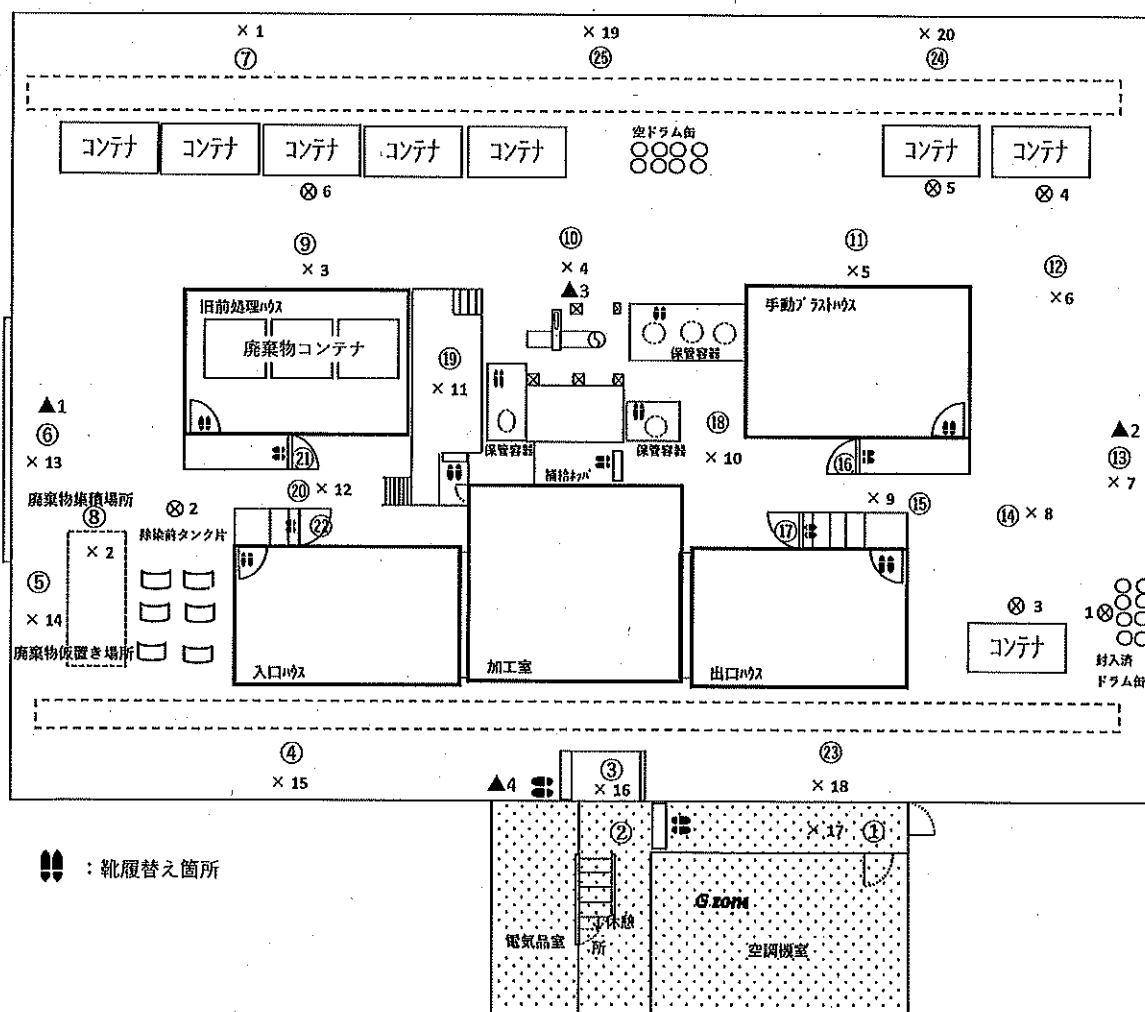 × 1
× 19
× 20
⑦
㉕
㉔
コンテナ
コンテナ
コンテナ
コンテナ
コンテナ
空ドラム缶
コンテナ
コンテナ
⊗ 6
⊗ 5
⊗ 4
⑨
⑩
⑪
⑫
× 3
× 4
× 5
× 6
▲3
旧前処理ハウス
廃棄物コンテナ
手動ブラストハウス
保管容器
⑲
× 11
▲1
⑥
× 13
⑱
× 10
▲2
⑬
× 7
保管容器
保管容器
補給キャバ
㉑
⑯
⑳
× 12
× 9
⑮
⑭
× 8
廃棄物集積場所
⑧
× 2
⊗ 2
除染前タンク片
㉒
⑰
⑤
× 14
廃棄物仮置き場所
入口ハウス
加工室
出口ハウス
⊗ 3
コンテナ
1⊗
封入済
ドラム缶
④
× 15
▲4
③
× 16
㉓
× 18
②
× 17
①
：靴履替え箇所
G zone
電気品室
休憩
所
空調機室